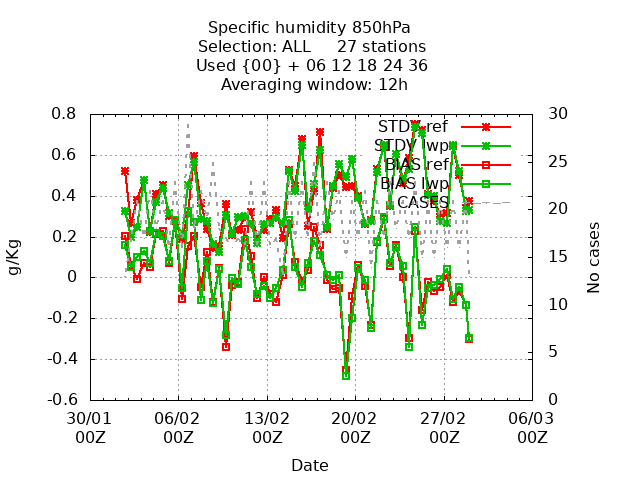 Specific humidity 850hPa
Selection: ALL 27 stations
Used {00} + 06 12 18 24 36
Averaging window: 12h
g/Kg
0.8
0.6
0.4
0.2
0
-0.2
-0.4
-0.6
STDV ref
STDV lwp
BIAS ref
BIAS lwp
CASES
30
25
20
15
10
5
0
No cases
30/01 06/02 13/02 20/02 27/02 06/03
00Z 00Z 00Z 00Z 00Z 00Z
Date